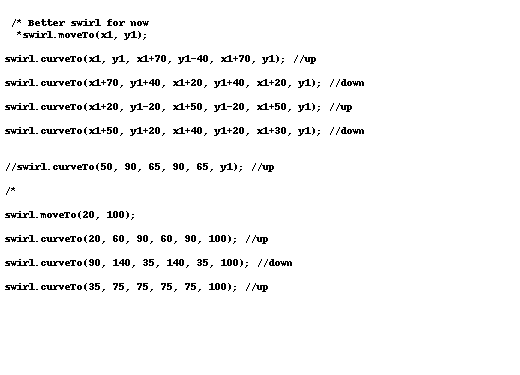 /* Better swirl for now
*swirl.moveTo(x1, y1);
swirl.curveTo(x1, y1, x1+70, y1-40, x1+70, y1); //up
swirl.curveTo(x1+70, y1+40, x1+20, y1+40, x1+20, y1); //down
swirl.curveTo(x1+20, y1-20, x1+50, y1-20, x1+50, y1); //up
swirl.curveTo(x1+50, y1+20, x1+40, y1+20, x1+30, y1); //down
//swirl.curveTo(50, 90, 65, 90, 65, y1); //up
/*
swirl.moveTo(20, 100);
swirl.curveTo(20, 60, 90, 60, 90, 100); //up
swirl.curveTo(90, 140, 35, 140, 35, 100); //down
swirl.curveTo(35, 75, 75, 75, 75, 100); //up